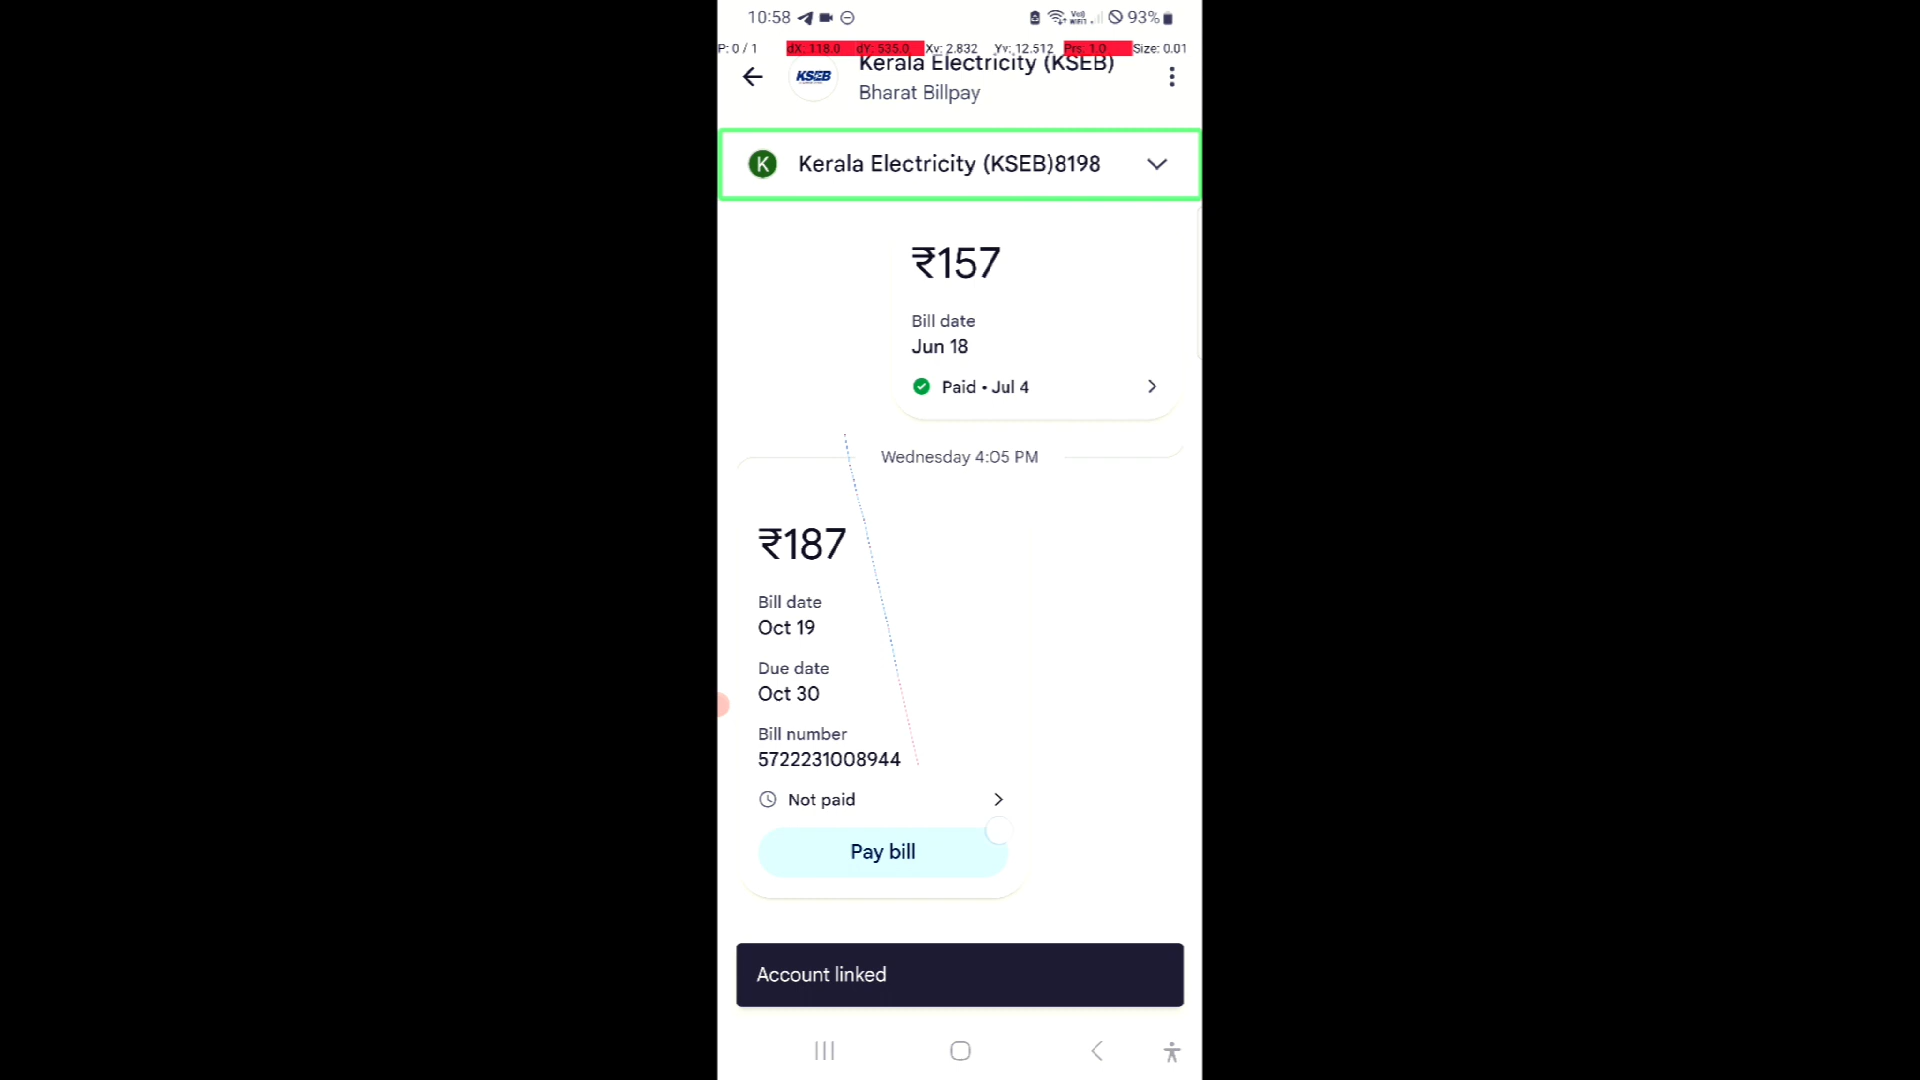 10:58 93%
P: 0 / 1 dX: 118.0 dY: 535.0 Xv: 2.832 Yv: 12.512 Prs: 1.0 Size: 0.01
KSEB
Kerala Electricity (KSEB)
Bharat Billpay
K Kerala Electricity (KSEB)8198
₹157
Bill date
Jun 18
Paid • Jul 4
Wednesday 4:05 PM
₹187
Bill date
Oct 19
Due date
Oct 30
Bill number
5722231008944
Not paid
Pay bill
Account linked